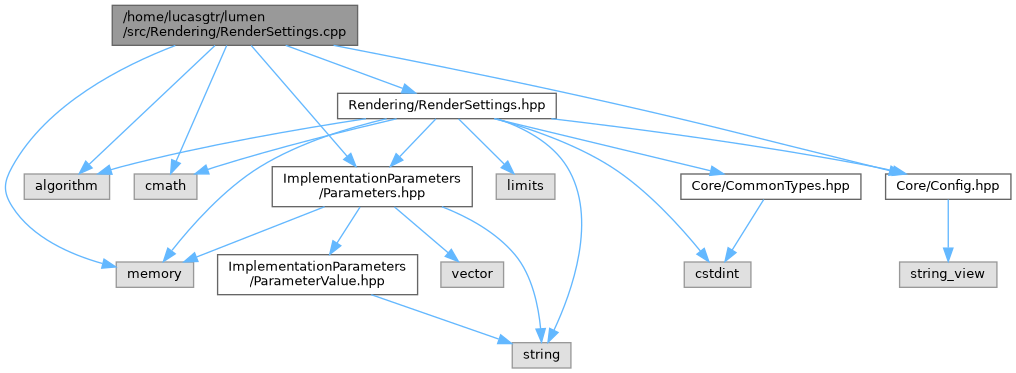 /home/lucasgtr/lumen
/src/Rendering/RenderSettings.cpp
Rendering/RenderSettings.hpp
algorithm
cmath
ImplementationParameters
/Parameters.hpp
limits
Core/CommonTypes.hpp
Core/Config.hpp
memory
ImplementationParameters
/ParameterValue.hpp
vector
cstdint
string_view
string